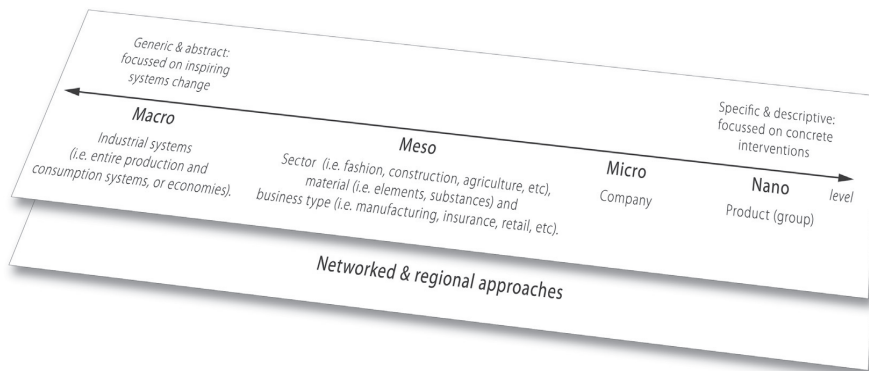 Generic & abstract:
focussed on inspiring
systems change
Specific & descriptive:
focussed on concrete
interventions
level
Macro
Industrial systems
(i.e. entire production and
consumption systems, or economies).
Meso
Sector (i.e. fashion, construction, agriculture, etc),
material (i.e. elements, substances) and
business type (i.e. manufacturing, insurance, retail, etc).
Micro
Company
Nano
Product (group)
Networked & regional approaches